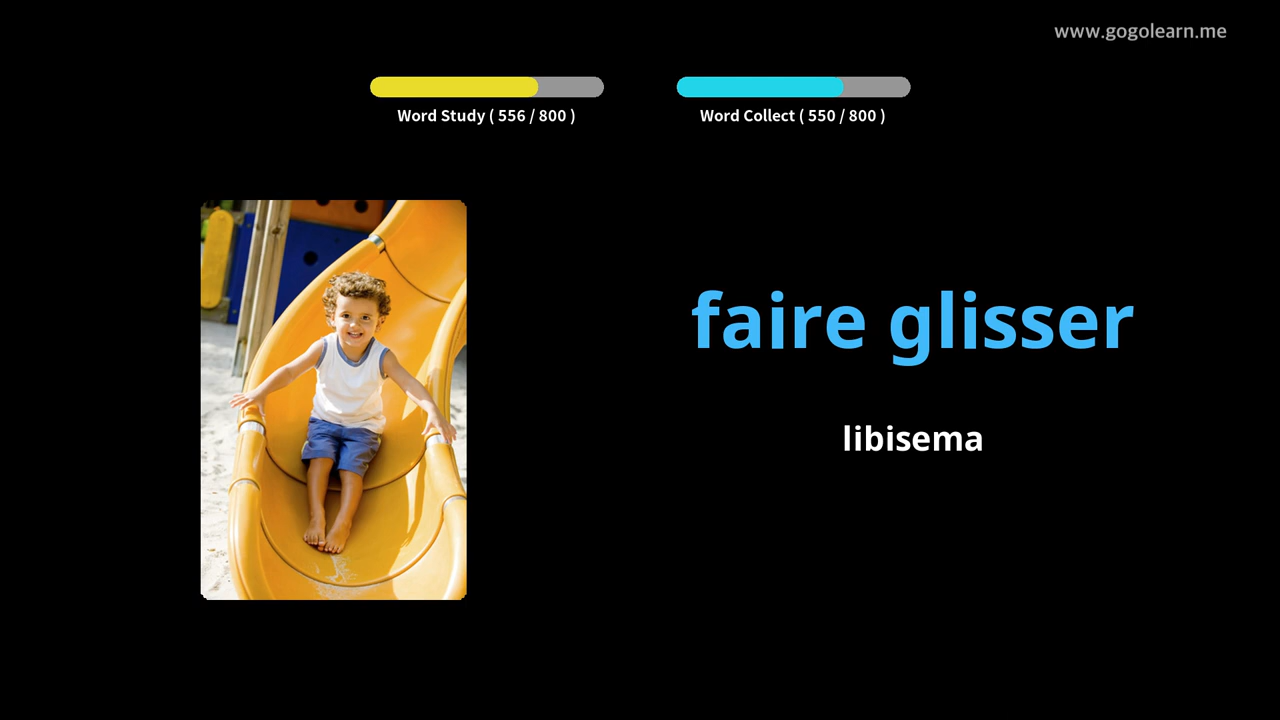 www.gogolearn.me
Word Study ( 556 / 800 )
Word Collect ( 550 / 800 )
faire glisser
libisema